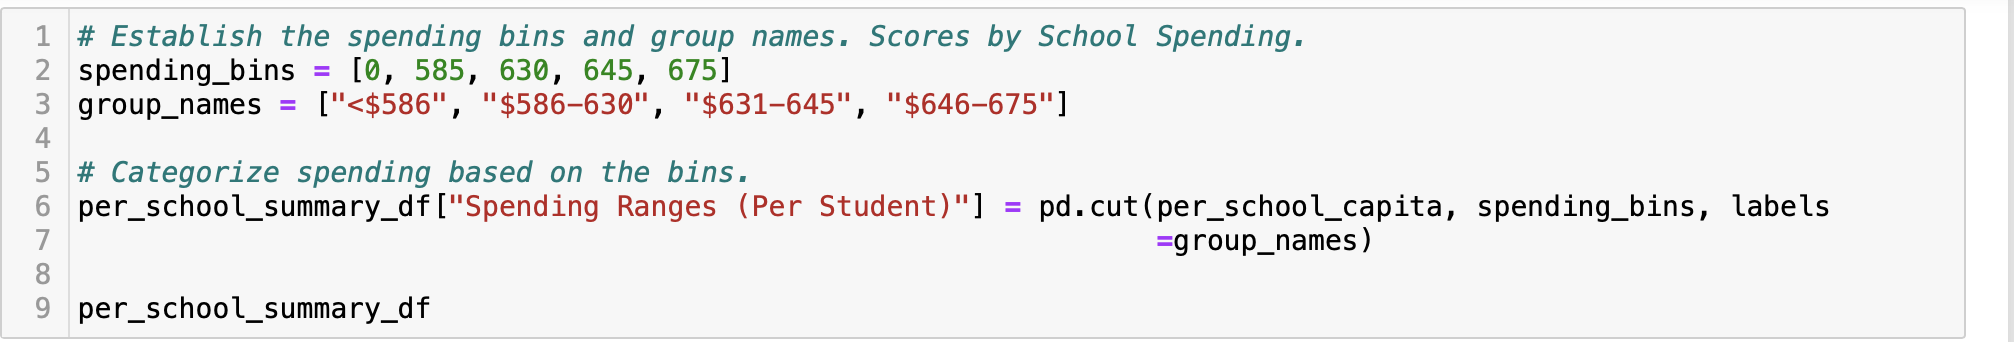 1 # Establish the spending bins and group names. Scores by School Spending.
2 spending_bins = [0, 585, 630, 645, 675]
3 group_names = ["<$586", "$586-630", "$631-645", "$646-675"]
4
5 # Categorize spending based on the bins.
6 per_school_summary_df["Spending Ranges (Per Student)"] = pd.cut(per_school_capita, spending_bins, labels
7 =group_names)
8
9 per_school_summary_df